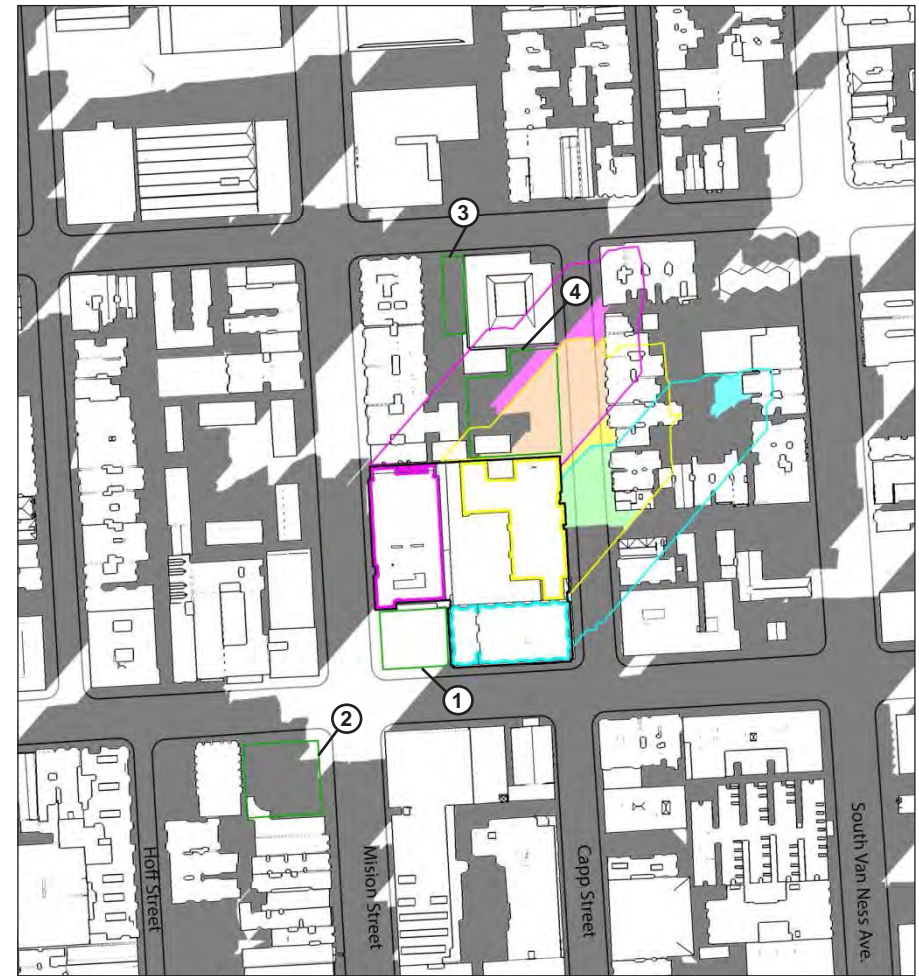 3
4
1
2
Hoff Street
Mision Street
Capp Street
South Van Ness Ave.